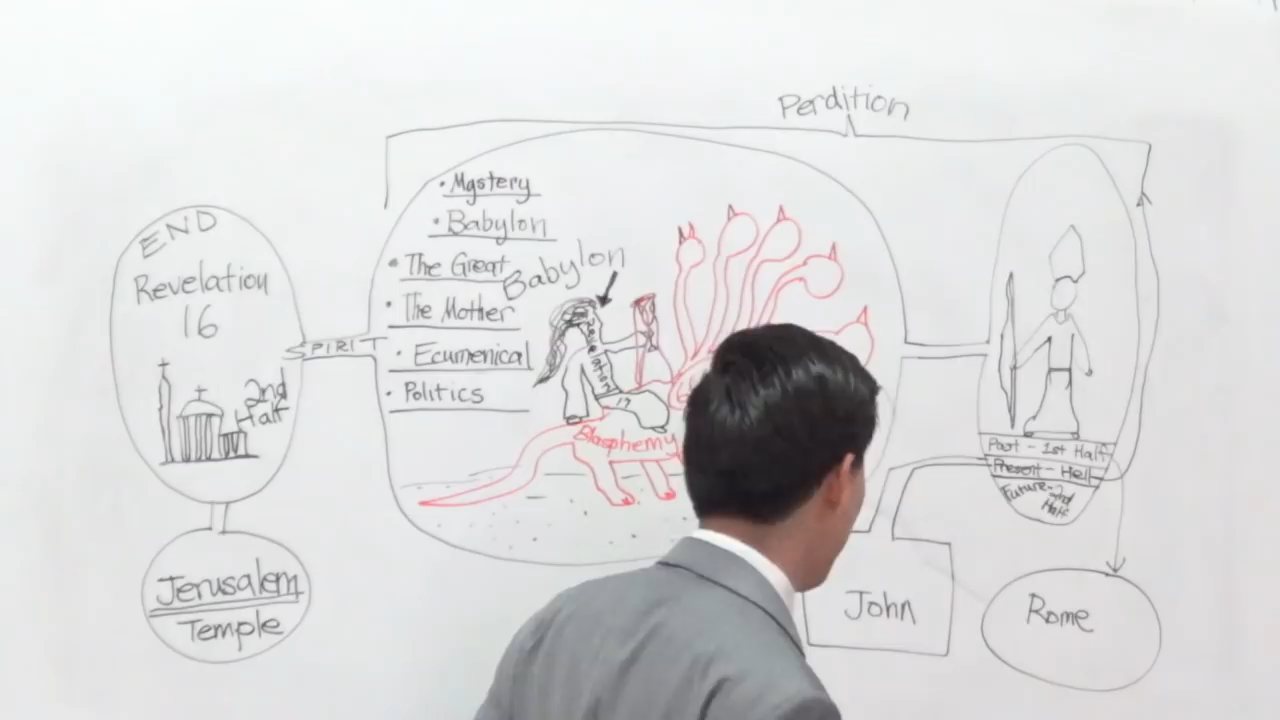 Perdition
END
Revelation
16
2nd
Half
SPIRIT
Jerusalem
Temple
• Mystery
• Babylon
• The Great
• The Mother
• Ecumenical
• Politics
Babylon
Revelation
17
Blasphemy
Past - 1st Half
Present - Hell
Future - 2nd
Half
John
Rome